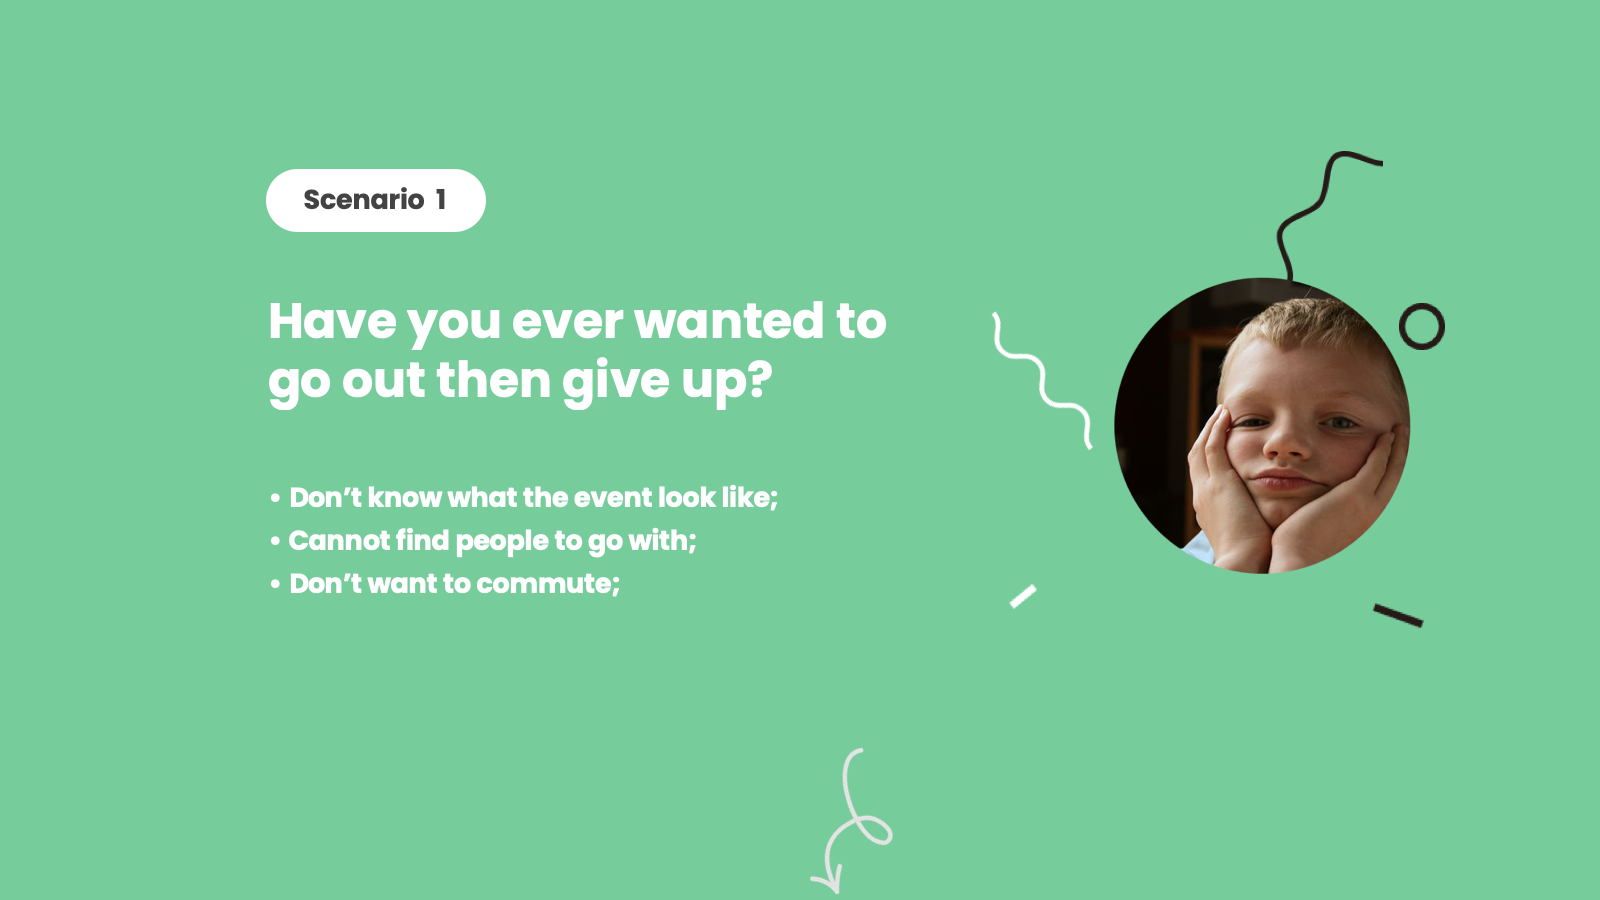 Scenario 1
Have you ever wanted to
go out then give up?
• Don’t know what the event look like;
• Cannot find people to go with;
• Don’t want to commute;